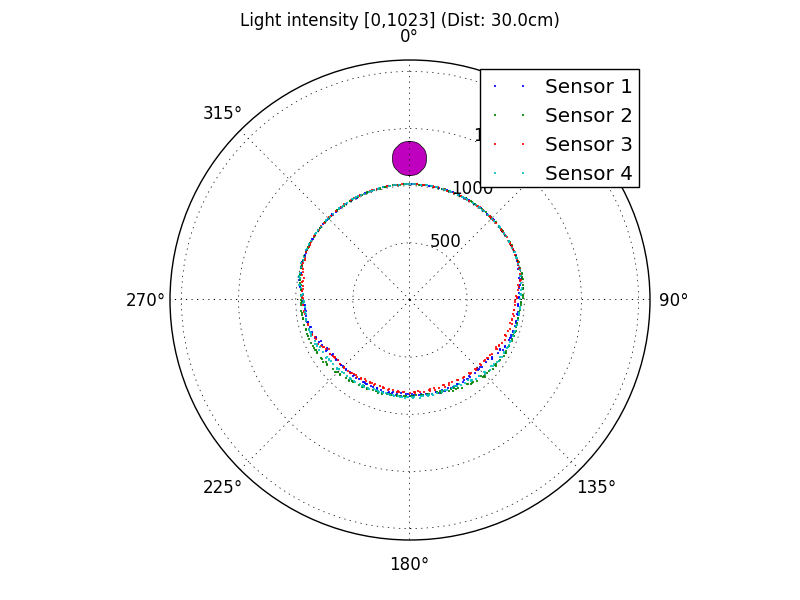 Light intensity [0,1023] (Dist: 30.0cm)
0°
315°
Sensor 1
Sensor 2
Sensor 3
Sensor 4
1000
500
270°
90°
225°
135°
180°